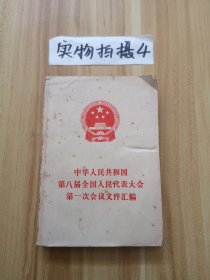 实物拍摄4
中华人民共和国
第八届全国人民代表大会
第一次会议文件汇编